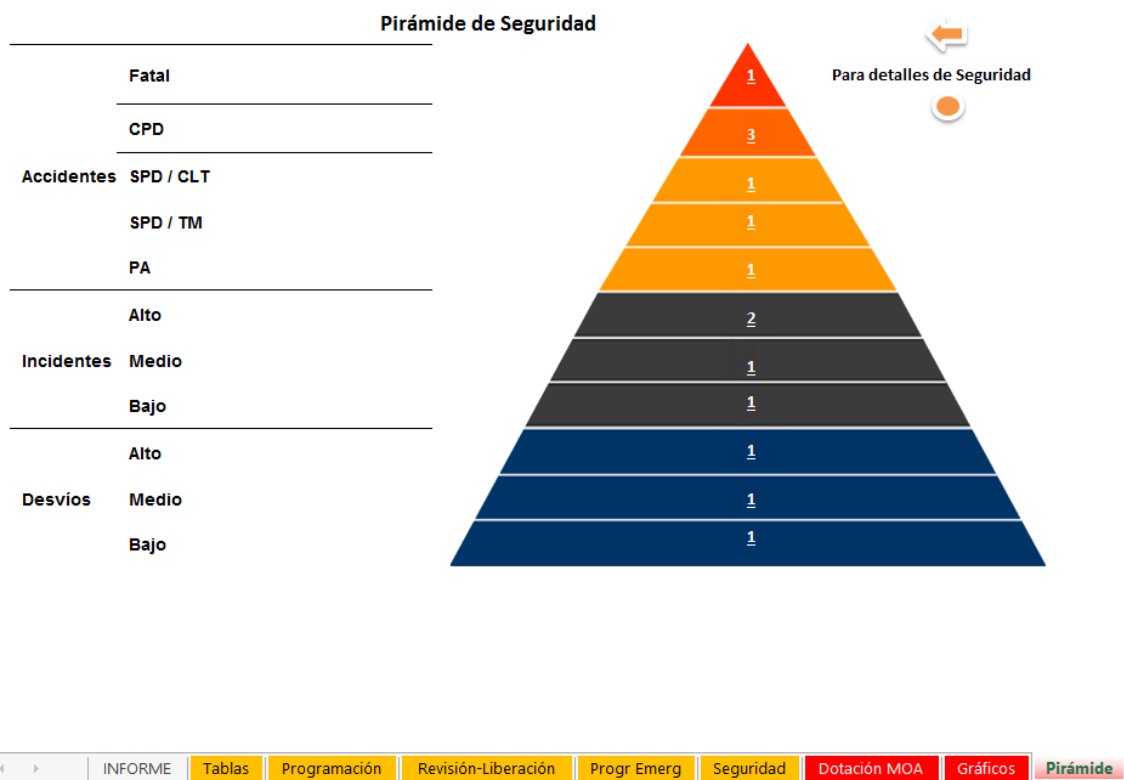 Pirámide de Seguridad
Fatal 1 Para detalles de Seguridad
CPD 3
Accidentes SPD / CLT 1
SPD / TM 1
PA 1
Alto 2
Incidentes Medio 1
Bajo 1
Alto 1
Desvíos Medio 1
Bajo 1
INFORME Tablas Programación Revisión-Liberación Progr Emerg Seguridad Dotación MOA Gráficos Pirámide